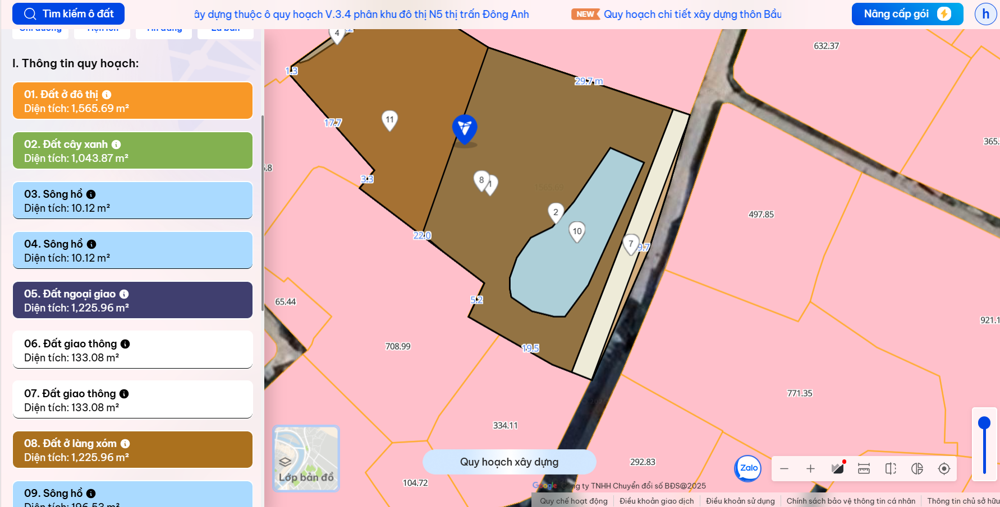 Tìm kiếm ô đất
ây dựng thuộc ô quy hoạch V.3.4 phân khu đô thị N5 thị trấn Đông Anh
NEW Quy hoạch chi tiết xây dựng thôn Bầu
Nâng cấp gói
h
I. Thông tin quy hoạch:
01. Đất ở đô thị
Diện tích: 1,565.69 m²
02. Đất cây xanh
Diện tích: 1,043.87 m²
03. Sông hồ
Diện tích: 10.12 m²
04. Sông hồ
Diện tích: 10.12 m²
05. Đất ngoại giao
Diện tích: 1,225.96 m²
06. Đất giao thông
Diện tích: 133.08 m²
07. Đất giao thông
Diện tích: 133.08 m²
08. Đất ở làng xóm
Diện tích: 1,225.96 m²
09. Sông hồ
4
632.37
1.3
29.7 m
11
17.7
365.
3.3
8
1
1565.69
2
497.85
10
22.0
7
9.7
5.2
65.44
921.1
708.99
19.5
771.35
334.11
292.83
104.72
Lớp bản đồ
Quy hoạch xây dựng
Zalo
Google
Công ty TNHH Chuyển đổi số BĐS@2025
Quy chế hoạt động
Điều khoản giao dịch
Điều khoản sử dụng
Chính sách bảo vệ thông tin cá nhân
Thông tin chủ sở hữu